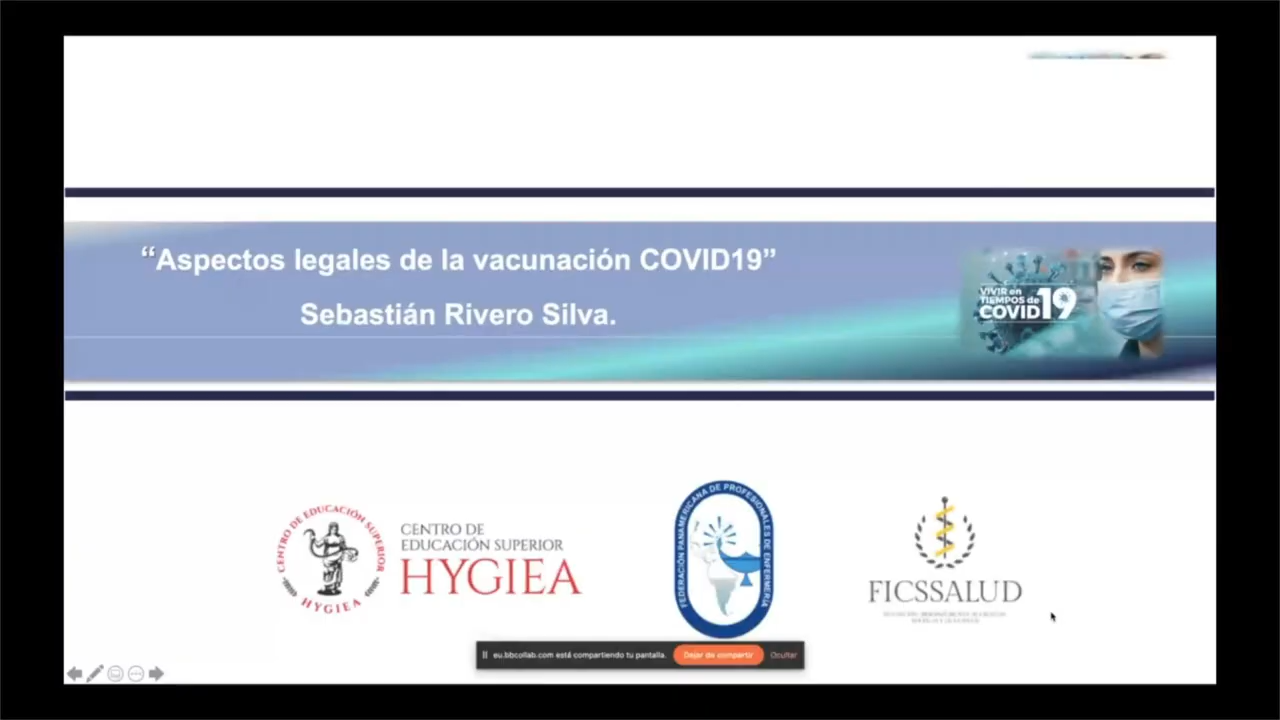 “Aspectos legales de la vacunación COVID19”
Sebastián Rivero Silva.
VIVIR en
TIEMPOS de
COVID19
CENTRO DE EDUCACIÓN SUPERIOR
HYGIEA
CENTRO DE
EDUCACIÓN SUPERIOR
HYGIEA
FEDERACIÓN PANAMERICANA DE PROFESIONALES DE ENFERMERÍA
FICSSALUD
eu.bbcollab.com está compartiendo tu pantalla.
Dejar de compartir
Ocultar